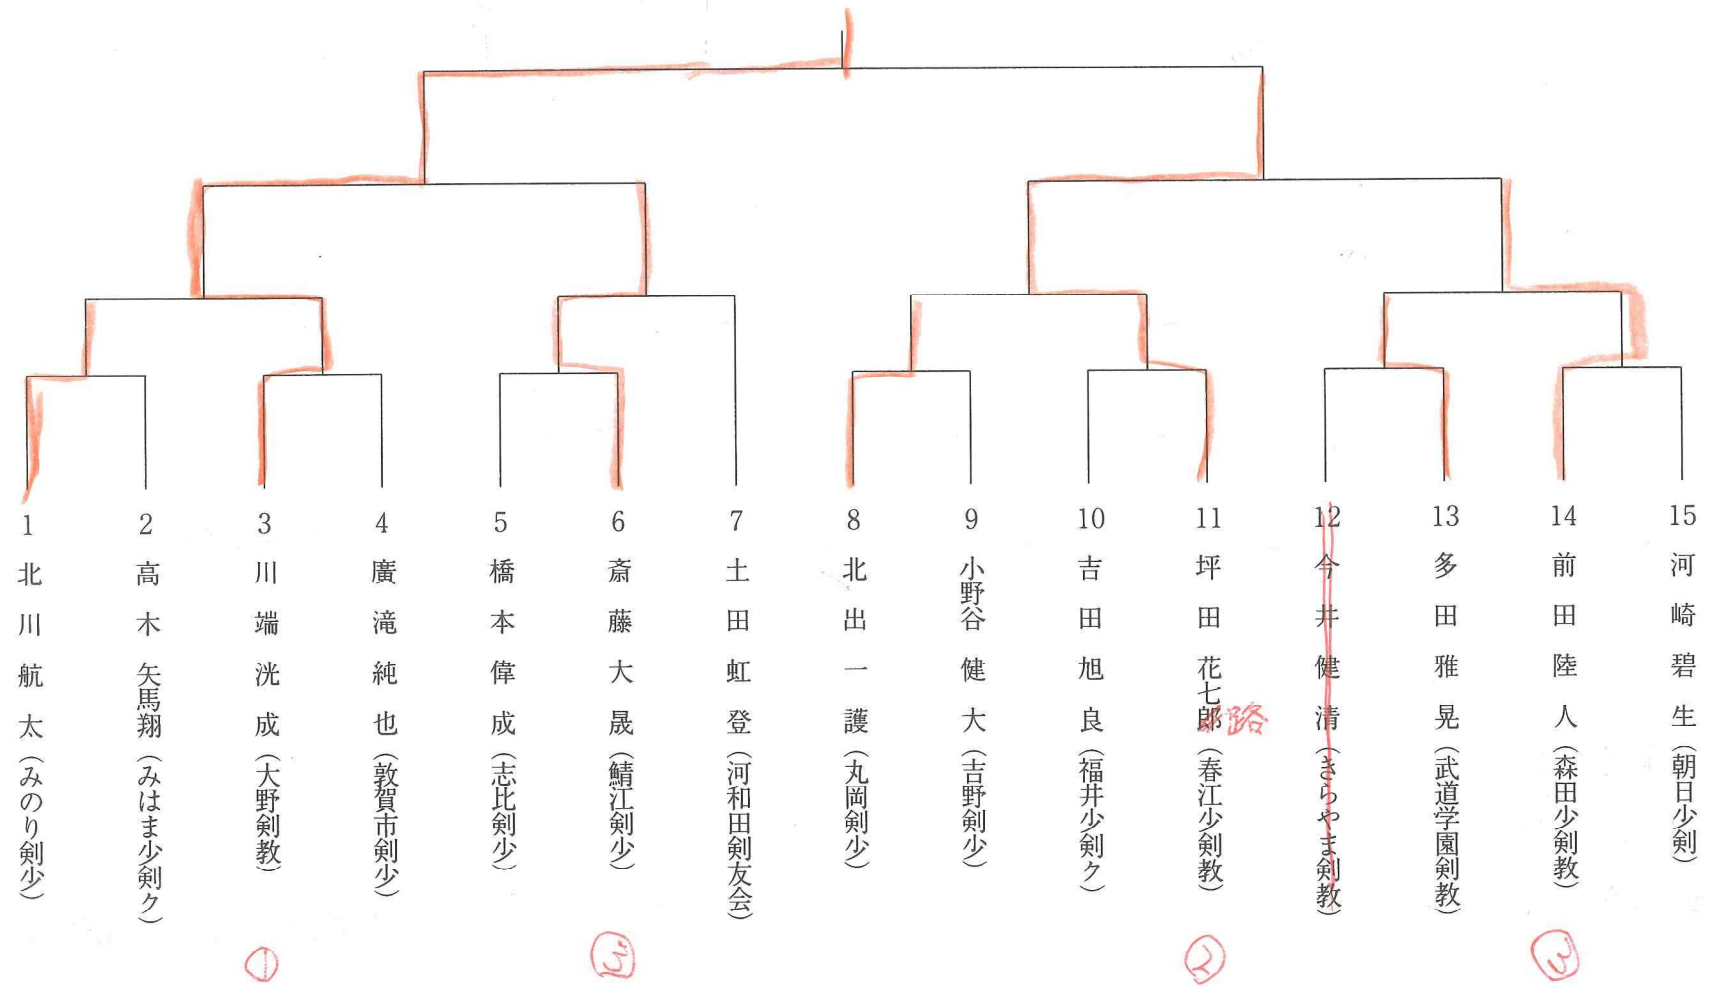 1 北川航太(みのり剣少)
2 高木矢馬翔(みはま少剣ク)
3 川端洸成(大野剣教)
4 廣滝純也(敦賀市剣少)
5 橋本偉成(志比剣少)
6 斎藤大晟(鯖江剣少)
7 土田虹登(河和田剣友会)
8 北出一護(丸岡剣少)
9 小野谷健大(吉野剣少)
10 吉田旭良(福井少剣ク)
11 坪田花七郎(春江少剣教)
路
12 今井健清(きらやま剣教)
13 多田雅晃(武道学園剣教)
14 前田陸人(森田少剣教)
15 河崎碧生(朝日少剣)
1
3
2
3